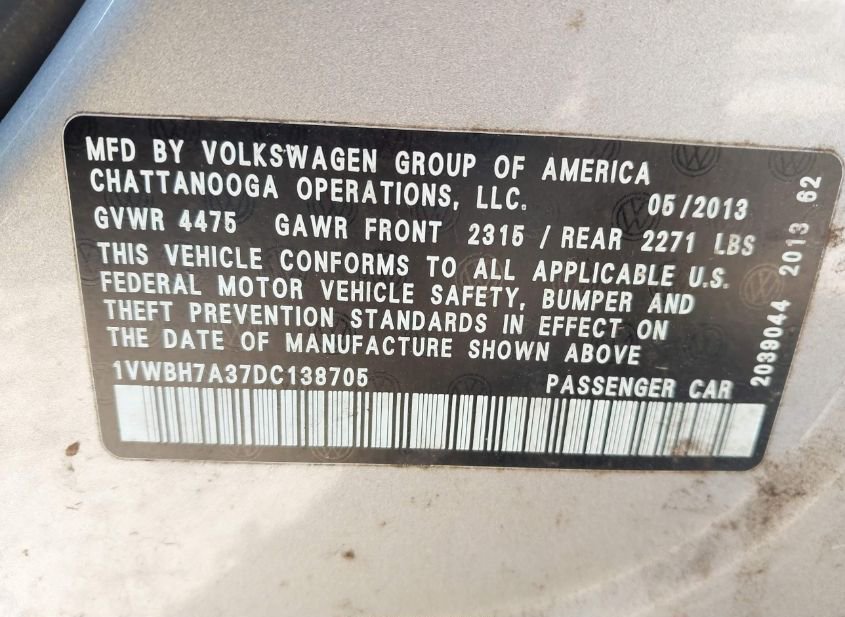 MFD BY VOLKSWAGEN GROUP OF AMERICA
CHATTANOOGA OPERATIONS, LLC. 05/2013
GVWR 4475 GAWR FRONT 2315 / REAR 2271 LBS
THIS VEHICLE CONFORMS TO ALL APPLICABLE U.S.
FEDERAL MOTOR VEHICLE SAFETY, BUMPER AND
THEFT PREVENTION STANDARDS IN EFFECT ON
THE DATE OF MANUFACTURE SHOWN ABOVE
1VWBH7A37DC138705 PASSENGER CAR
2039044 2013 62